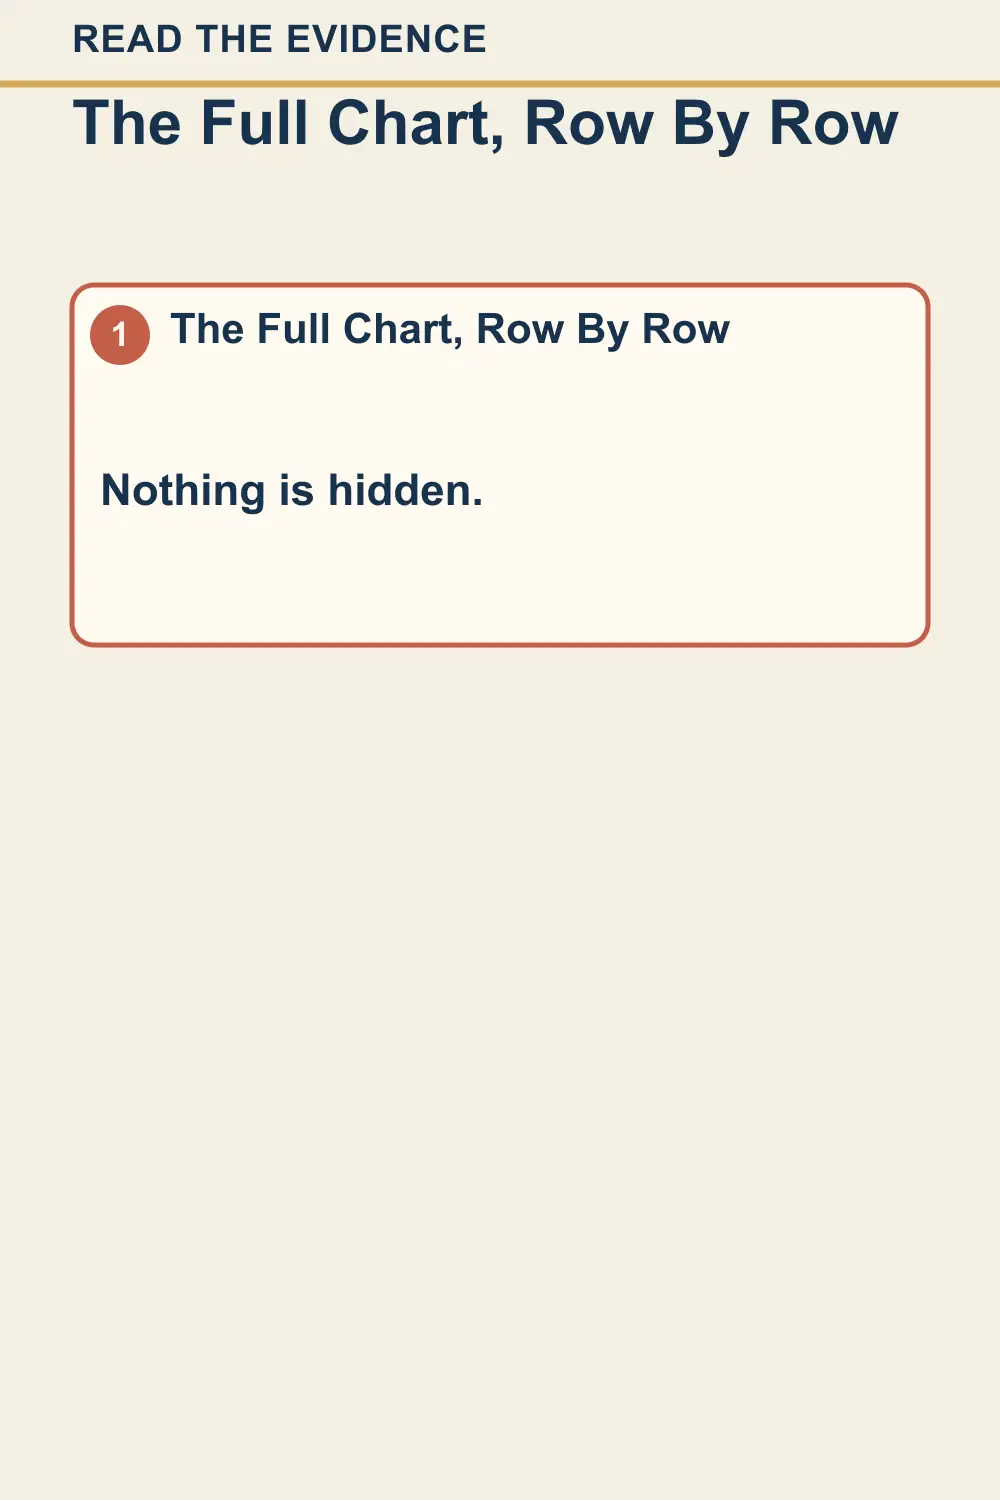 READ THE EVIDENCE
The Full Chart, Row By Row
1 The Full Chart, Row By Row
Nothing is hidden.